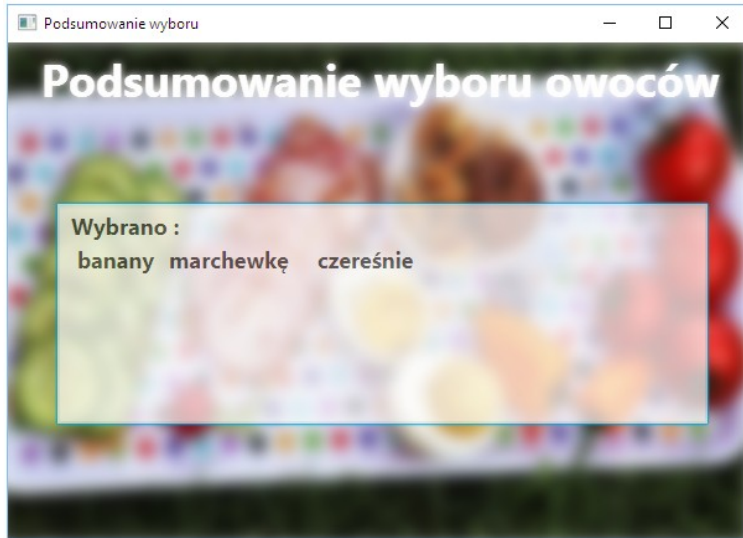 Podsumowanie wyboru
Podsumowanie wyboru owoców
Wybrano :
banany marchewkę czereśnie